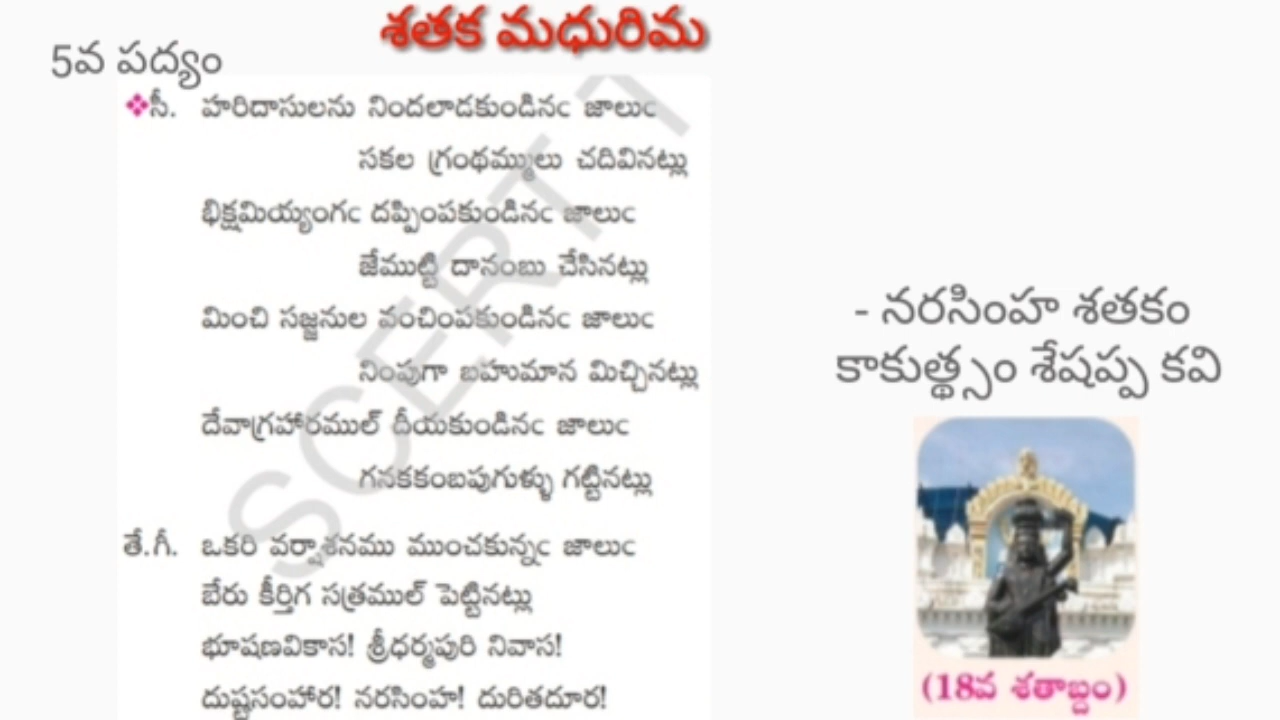 శతక మధురిమ
5వ పద్యం
❖సీ. హరిదాసులను నిందలాడకుండినఁ జాలుఁ
సకల గ్రంథమ్ములు చదివినట్లు
భిక్షమియ్యంగఁ దప్పింపకుండినఁ జాలుఁ
జేముట్టి దానంబు చేసినట్లు
మించి సజ్జనుల వంచింపకుండినఁ జాలుఁ
నింపుగా బహుమాన మిచ్చినట్లు
దేవాగ్రహారముల్ దీయకుండినఁ జాలుఁ
గనకకంబపుగుళ్ళు గట్టినట్లు
తే.గీ. ఒకరి వర్షాశనము ముంచకున్నఁ జాలుఁ
బేరు కీర్తిగ సత్రముల్ పెట్టినట్లు
భూషణవికాస! శ్రీధర్మపురి నివాస!
దుష్టసంహార! నరసింహ! దురితదూర!
SCERT T
- నరసింహ శతకం
కాకుత్థ్సం శేషప్ప కవి
(18వ శతాబ్దం)